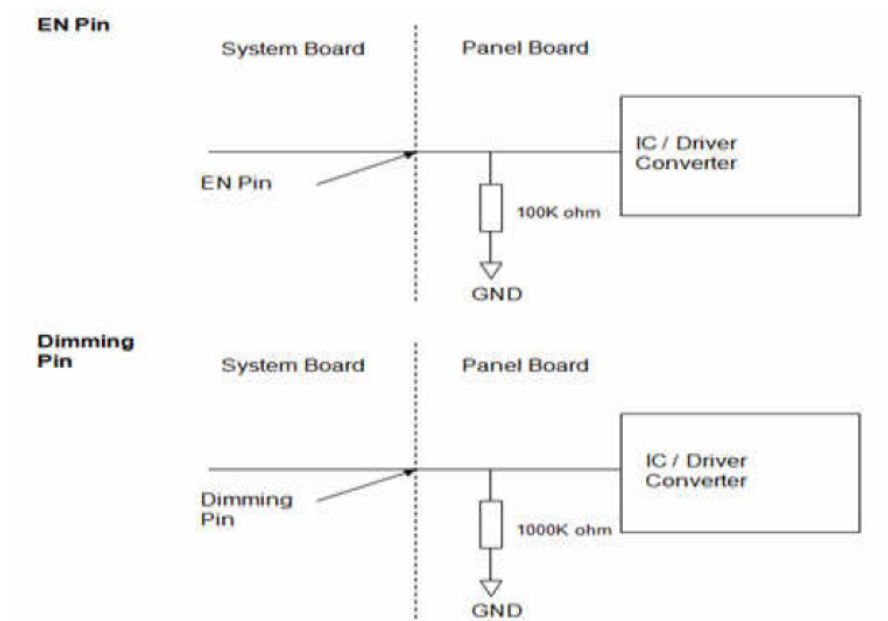 EN Pin
System Board
Panel Board
IC / Driver
Converter
EN Pin
100K ohm
GND
Dimming
Pin
System Board
Panel Board
IC / Driver
Converter
Dimming
Pin
1000K ohm
GND